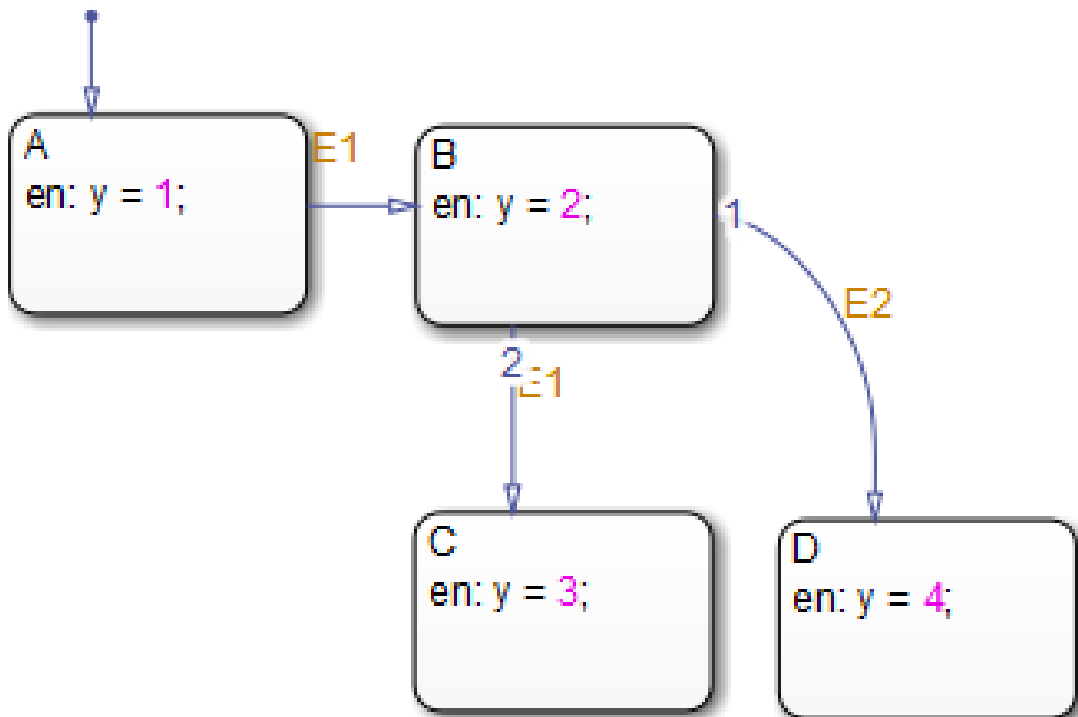 A
en: y = 1;
E1
B
en: y = 2;
1
E2
2
E1
C
en: y = 3;
D
en: y = 4;